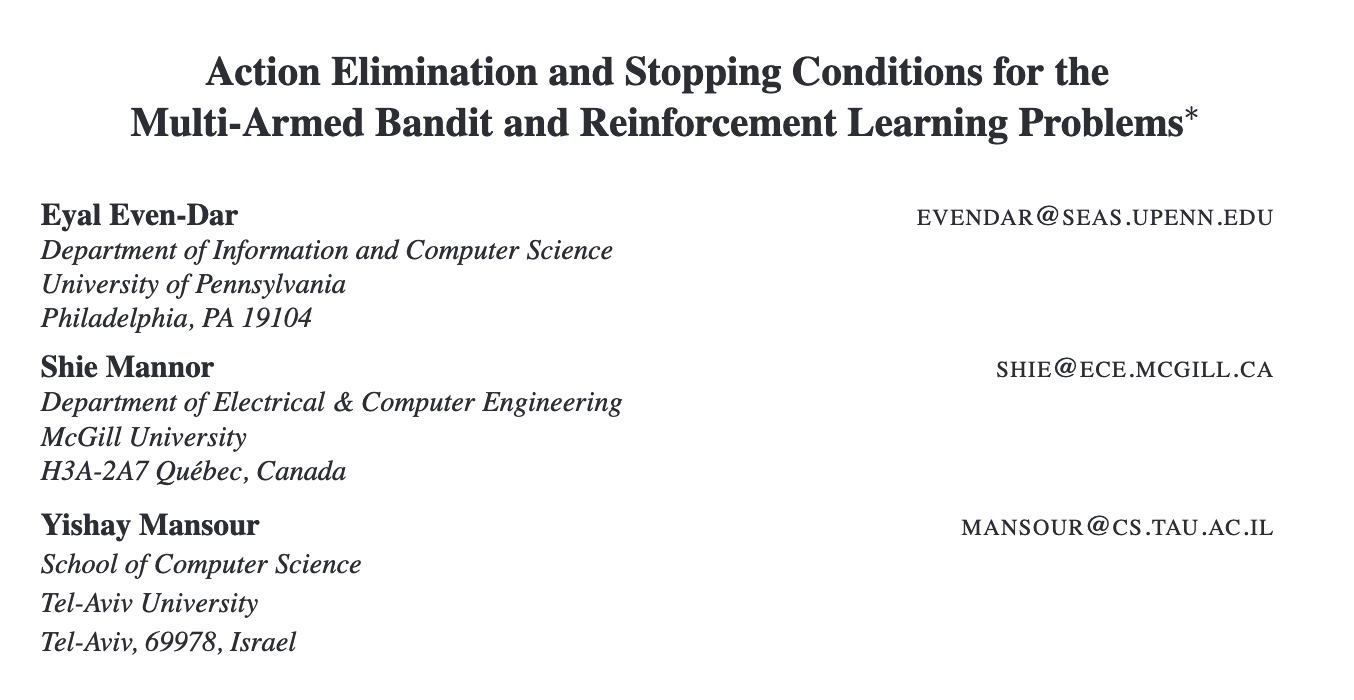 Action Elimination and Stopping Conditions for the
Multi-Armed Bandit and Reinforcement Learning Problems*
Eyal Even-Dar EVENDAR@SEAS.UPENN.EDU
Department of Information and Computer Science
University of Pennsylvania
Philadelphia, PA 19104
Shie Mannor SHIE@ECE.MCGILL.CA
Department of Electrical & Computer Engineering
McGill University
H3A-2A7 Québec, Canada
Yishay Mansour MANSOUR@CS.TAU.AC.IL
School of Computer Science
Tel-Aviv University
Tel-Aviv, 69978, Israel